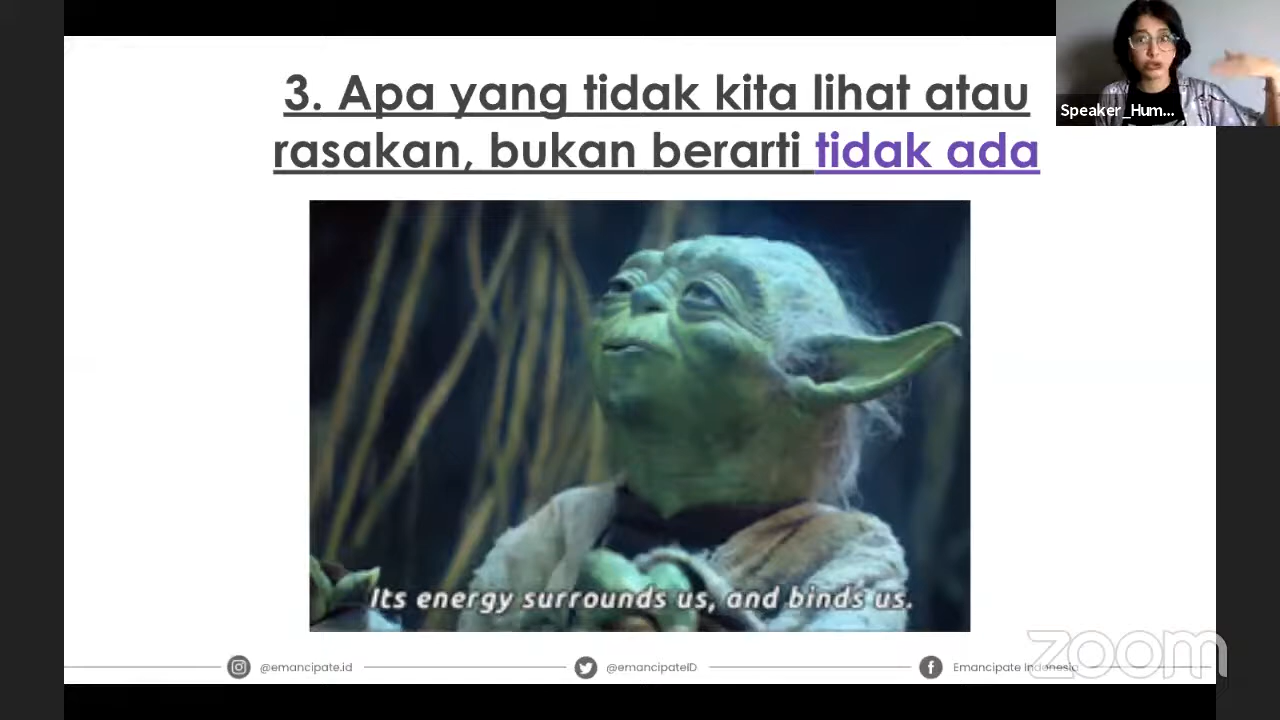 3. Apa yang tidak kita lihat atau
rasakan, bukan berarti tidak ada
Speaker_Hum...
Its energy surrounds us, and binds us.
@emancipate.id
@emancipateID
Emancipate Indonesia
zoom